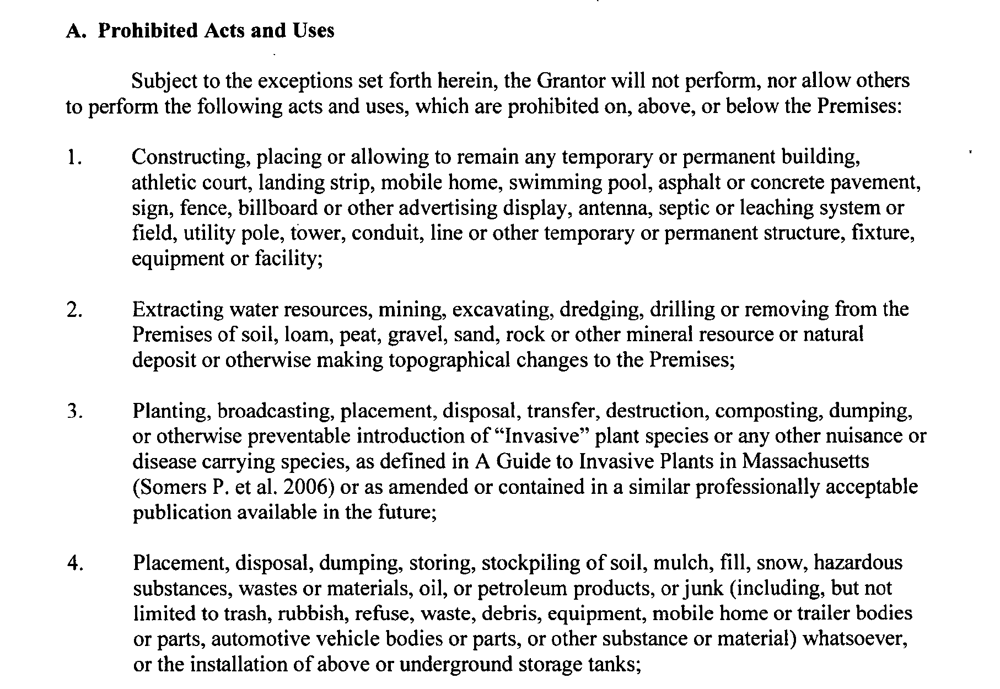 A. Prohibited Acts and Uses
Subject to the exceptions set forth herein, the Grantor will not perform, nor allow others
to perform the following acts and uses, which are prohibited on, above, or below the Premises:
1. Constructing, placing or allowing to remain any temporary or permanent building,
athletic court, landing strip, mobile home, swimming pool, asphalt or concrete pavement,
sign, fence, billboard or other advertising display, antenna, septic or leaching system or
field, utility pole, tower, conduit, line or other temporary or permanent structure, fixture,
equipment or facility;
2. Extracting water resources, mining, excavating, dredging, drilling or removing from the
Premises of soil, loam, peat, gravel, sand, rock or other mineral resource or natural
deposit or otherwise making topographical changes to the Premises;
3. Planting, broadcasting, placement, disposal, transfer, destruction, composting, dumping,
or otherwise preventable introduction of “Invasive” plant species or any other nuisance or
disease carrying species, as defined in A Guide to Invasive Plants in Massachusetts
(Somers P. et al. 2006) or as amended or contained in a similar professionally acceptable
publication available in the future;
4. Placement, disposal, dumping, storing, stockpiling of soil, mulch, fill, snow, hazardous
substances, wastes or materials, oil, or petroleum products, or junk (including, but not
limited to trash, rubbish, refuse, waste, debris, equipment, mobile home or trailer bodies
or parts, automotive vehicle bodies or parts, or other substance or material) whatsoever,
or the installation of above or underground storage tanks;